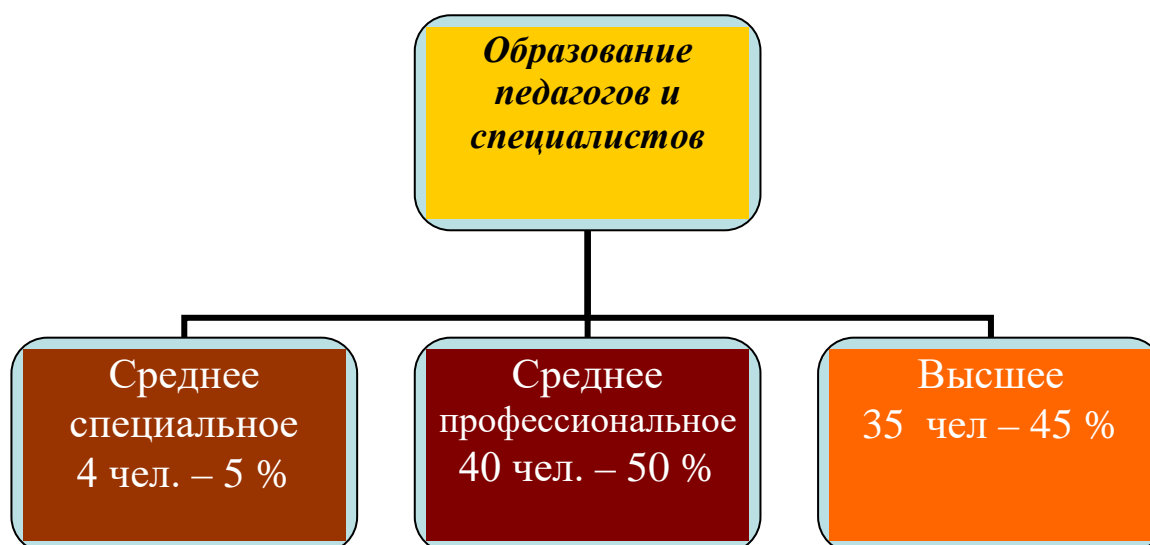 Образование
педагогов и
специалистов
Среднее
специальное
4 чел. – 5 %
Среднее
профессиональное
40 чел. – 50 %
Высшее
35 чел – 45 %